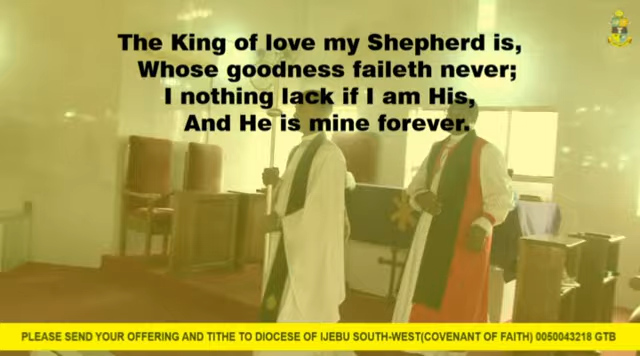 The King of love my Shepherd is,
Whose goodness faileth never;
I nothing lack if I am His,
And He is mine forever.
PLEASE SEND YOUR OFFERING AND TITHE TO DIOCESE OF IJEBU SOUTH-WEST(COVENANT OF FAITH) 0050043218 GTB